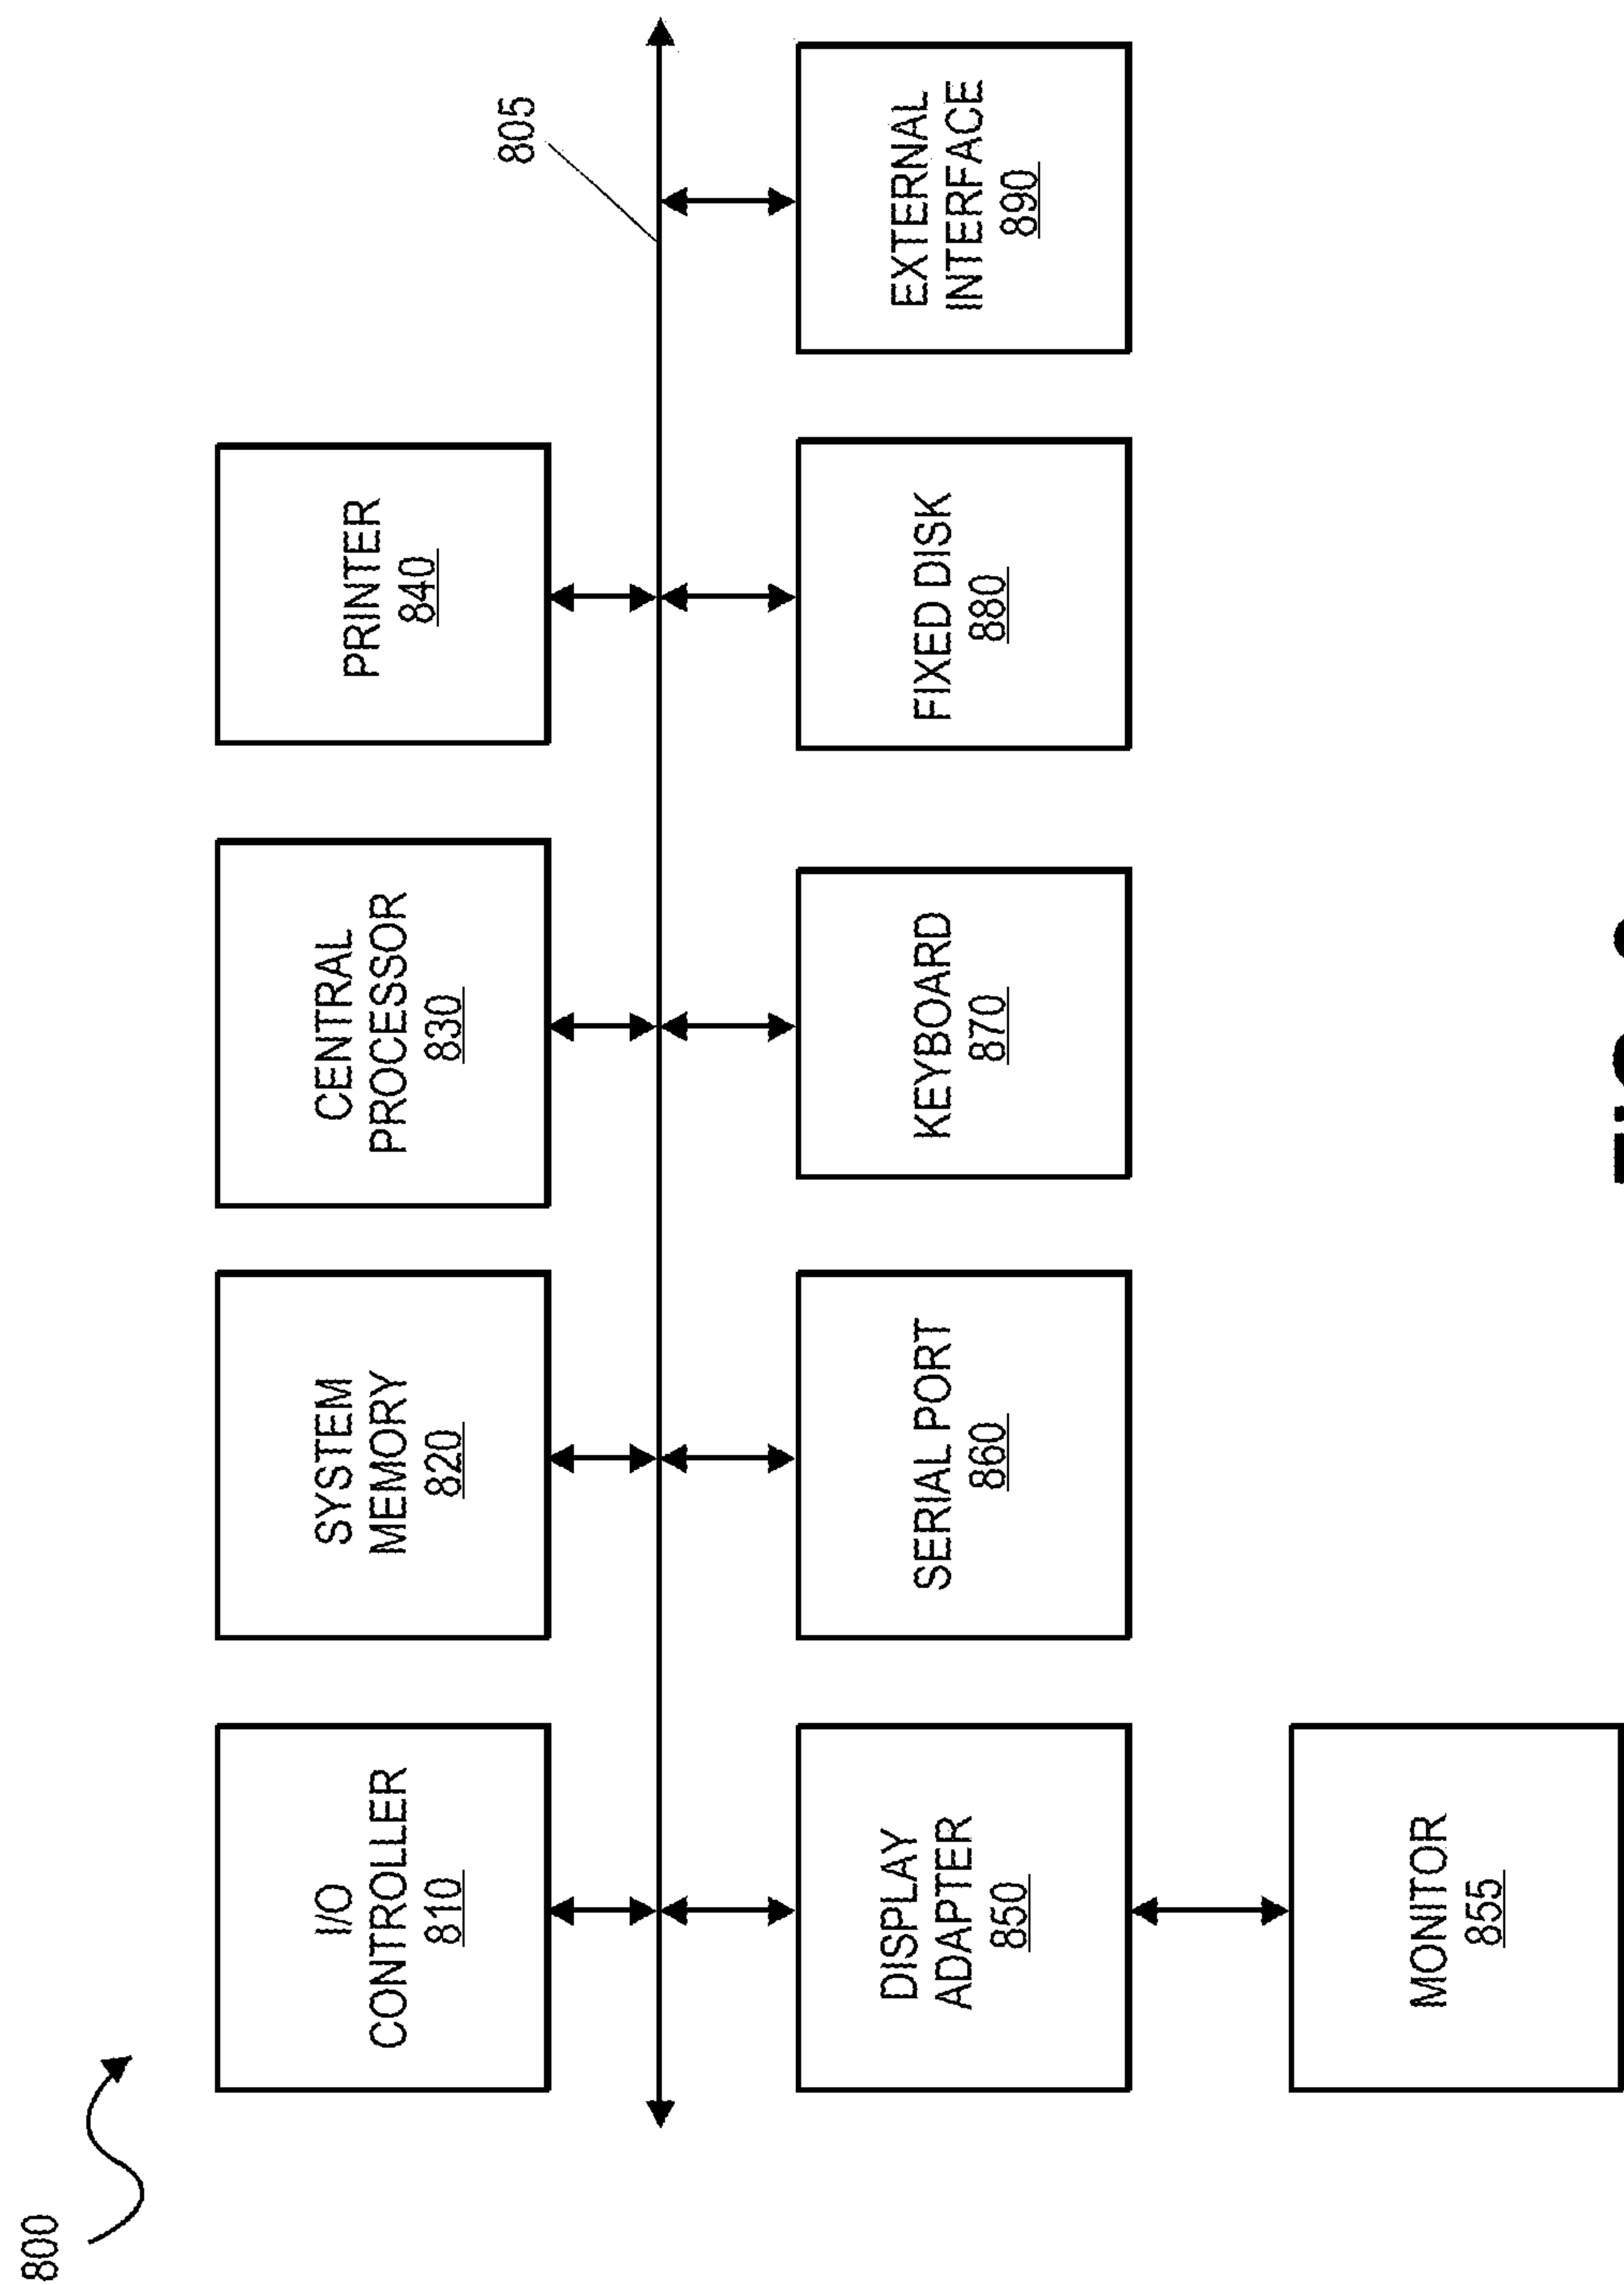 800
I/O
CONTROLLER
810
SYSTEM
MEMORY
820
CENTRAL
PROCESSOR
830
PRINTER
840
805
DISPLAY
ADAPTER
850
SERIAL PORT
860
KEYBOARD
870
FIXED DISK
880
EXTERNAL
INTERFACE
890
MONITOR
855